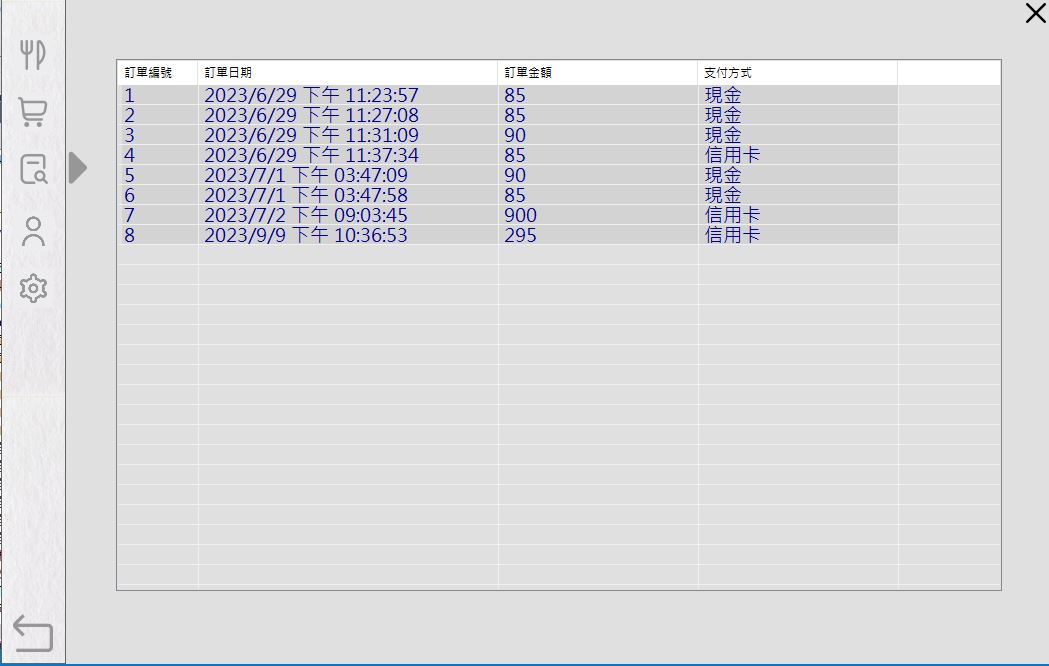 訂單編號 訂單日期 訂單金額 支付方式
1 2023/6/29 下午 11:23:57 85 現金
2 2023/6/29 下午 11:27:08 85 現金
3 2023/6/29 下午 11:31:09 90 現金
4 2023/6/29 下午 11:37:34 85 信用卡
5 2023/7/1 下午 03:47:09 90 現金
6 2023/7/1 下午 03:47:58 85 現金
7 2023/7/2 下午 09:03:45 900 信用卡
8 2023/9/9 下午 10:36:53 295 信用卡